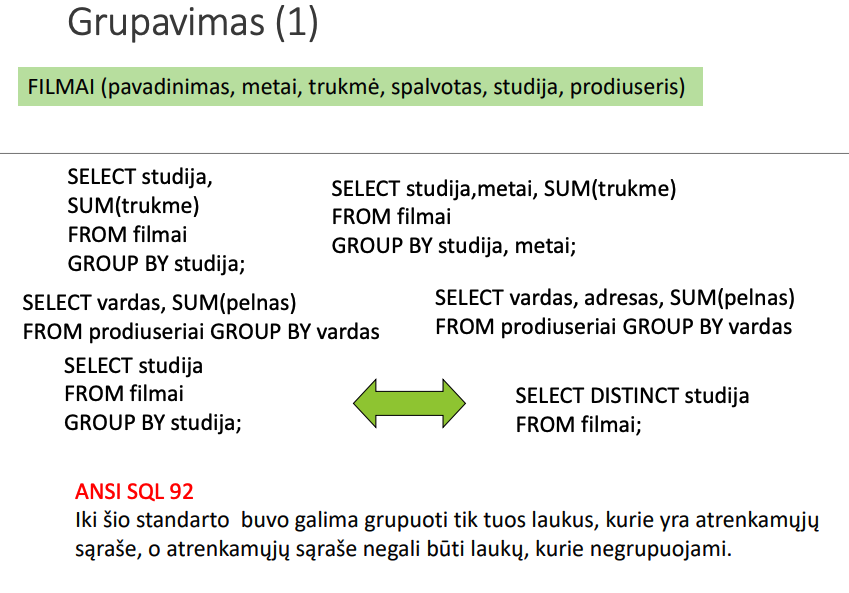 Grupavimas (1)
FILMAI (pavadinimas, metai, trukmė, spalvotas, studija, prodiuseris)
SELECT studija,
SUM(trukme)
FROM filmai
GROUP BY studija;
SELECT studija,metai, SUM(trukme)
FROM filmai
GROUP BY studija, metai;
SELECT vardas, SUM(pelnas)
FROM prodiuseriai GROUP BY vardas
SELECT vardas, adresas, SUM(pelnas)
FROM prodiuseriai GROUP BY vardas
SELECT studija
FROM filmai
GROUP BY studija;
SELECT DISTINCT studija
FROM filmai;
ANSI SQL 92
Iki šio standarto buvo galima grupuoti tik tuos laukus, kurie yra atrenkamųjų
sąraše, o atrenkamųjų sąraše negali būti laukų, kurie negrupuojami.